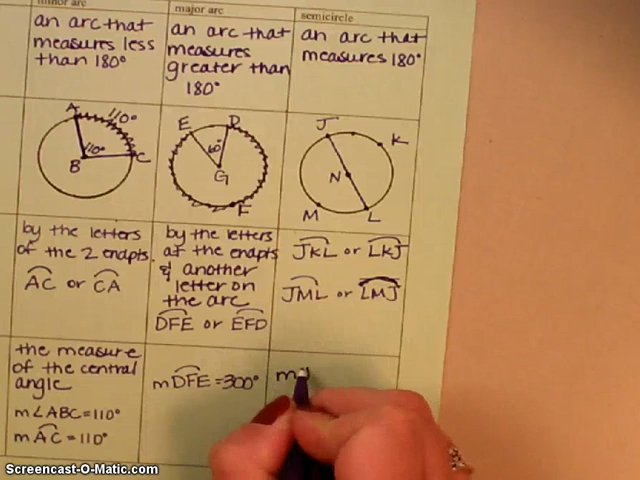 minor arc
major arc
semicircle
an arc that
measures less
than 180°
an arc that
measures
greater than
180°
an arc that
measures 180°
A
110°
110°
B
C
E
D
60°
G
F
J
K
N
M
L
by the letters
of the 2 endpts.
AC or CA
by the letters
at the endpts
& another
letter on
the arc
DFE or EFD
JKL or LKJ
JML or LMJ
the measure
of the central
angle
m∠ABC=110°
mAC=110°
mDFE=300°
m
Screencast-O-Matic.com